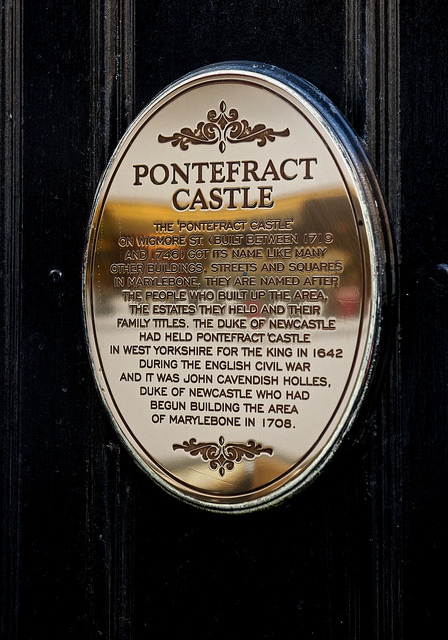 PONTEFRACT
CASTLE
THE 'PONTEFRACT CASTLE'
ON WIGMORE ST (BUILT BETWEEN 1719
AND 1746) GOT ITS NAME LIKE MANY
OTHER BUILDINGS, STREETS AND SQUARES
IN MARYLEBONE, THEY ARE NAMED AFTER
THE PEOPLE WHO BUILT UP THE AREA,
THE ESTATES THEY HELD AND THEIR
FAMILY TITLES. THE DUKE OF NEWCASTLE
HAD HELD PONTEFRACT CASTLE
IN WEST YORKSHIRE FOR THE KING IN 1642
DURING THE ENGLISH CIVIL WAR
AND IT WAS JOHN CAVENDISH HOLLES,
DUKE OF NEWCASTLE WHO HAD
BEGUN BUILDING THE AREA
OF MARYLEBONE IN 1708.